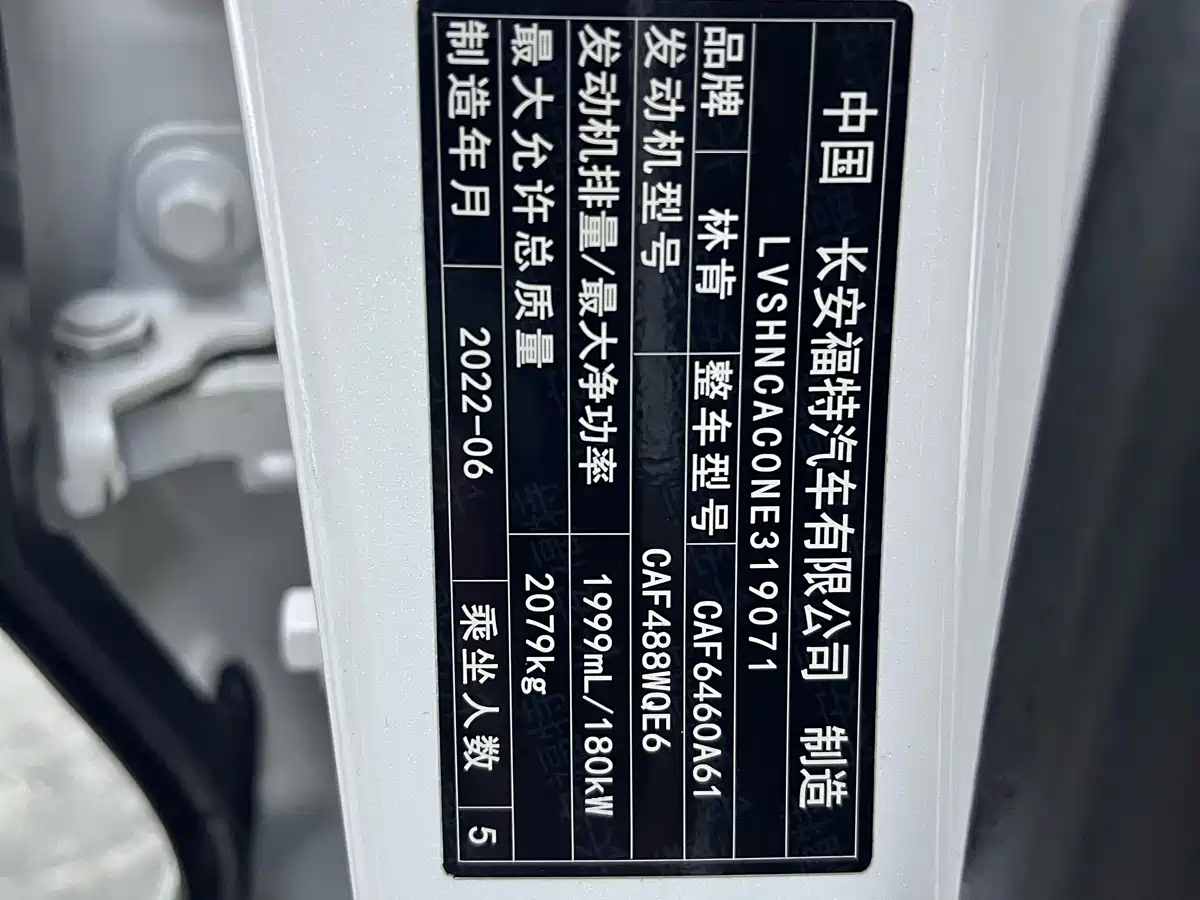 中国 长安福特汽车有限公司 制造
LVSHNCAC0NE319071
品牌 林肯 整车型号 CAF6460A61
发动机型号 CAF488WQE6
发动机排量/最大净功率 1999mL/180kW
最大允许总质量 2079kg
制造年月 2022-06 乘坐人数 5